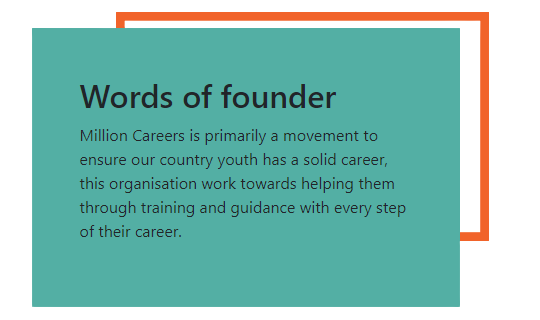 Words of founder
Million Careers is primarily a movement to
ensure our country youth has a solid career,
this organisation work towards helping them
through training and guidance with every step
of their career.